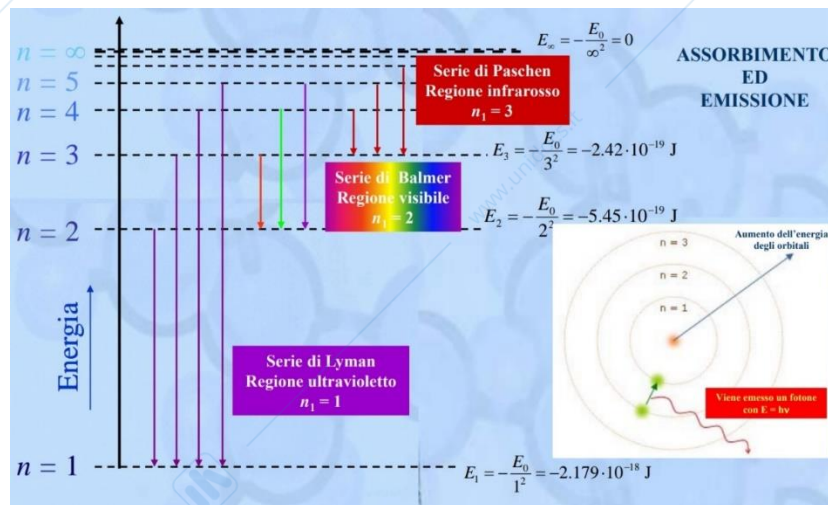 n = ∞
n = 5
n = 4
n = 3
n = 2
n = 1
Energia
E∞ = −E₀/∞² = 0
ASSORBIMENTO
ED
EMISSIONE
Serie di Paschen
Regione infrarosso
n₁ = 3
E₃ = −E₀/3² = −2.42·10⁻¹⁹ J
Serie di Balmer
Regione visibile
n₁ = 2
E₂ = −E₀/2² = −5.45·10⁻¹⁹ J
Serie di Lyman
Regione ultravioletto
n₁ = 1
E₁ = −E₀/1² = −2.179·10⁻¹⁸ J
n = 3
n = 2
n = 1
Aumento dell'energia
degli orbitali
Viene emesso un fotone
con E = hν